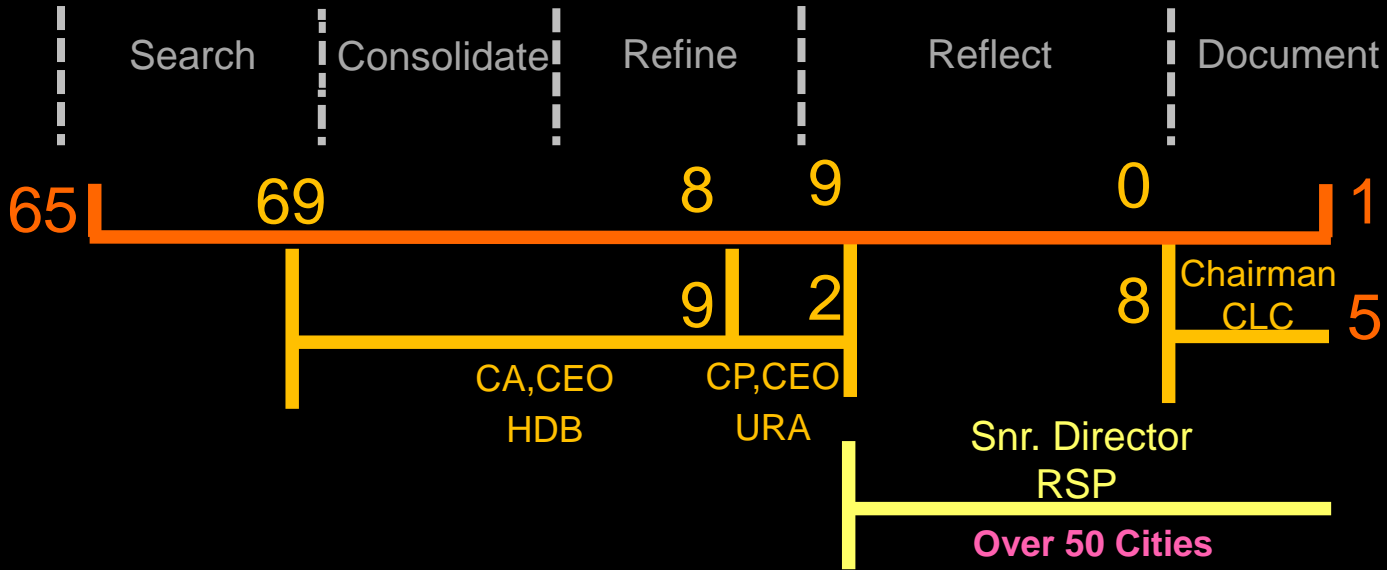 Search Consolidate Refine Reflect Document
65 69 8 9 0 1
9 2 8 5
Chairman
CLC
CA,CEO CP,CEO
HDB URA
Snr. Director
RSP
Over 50 Cities